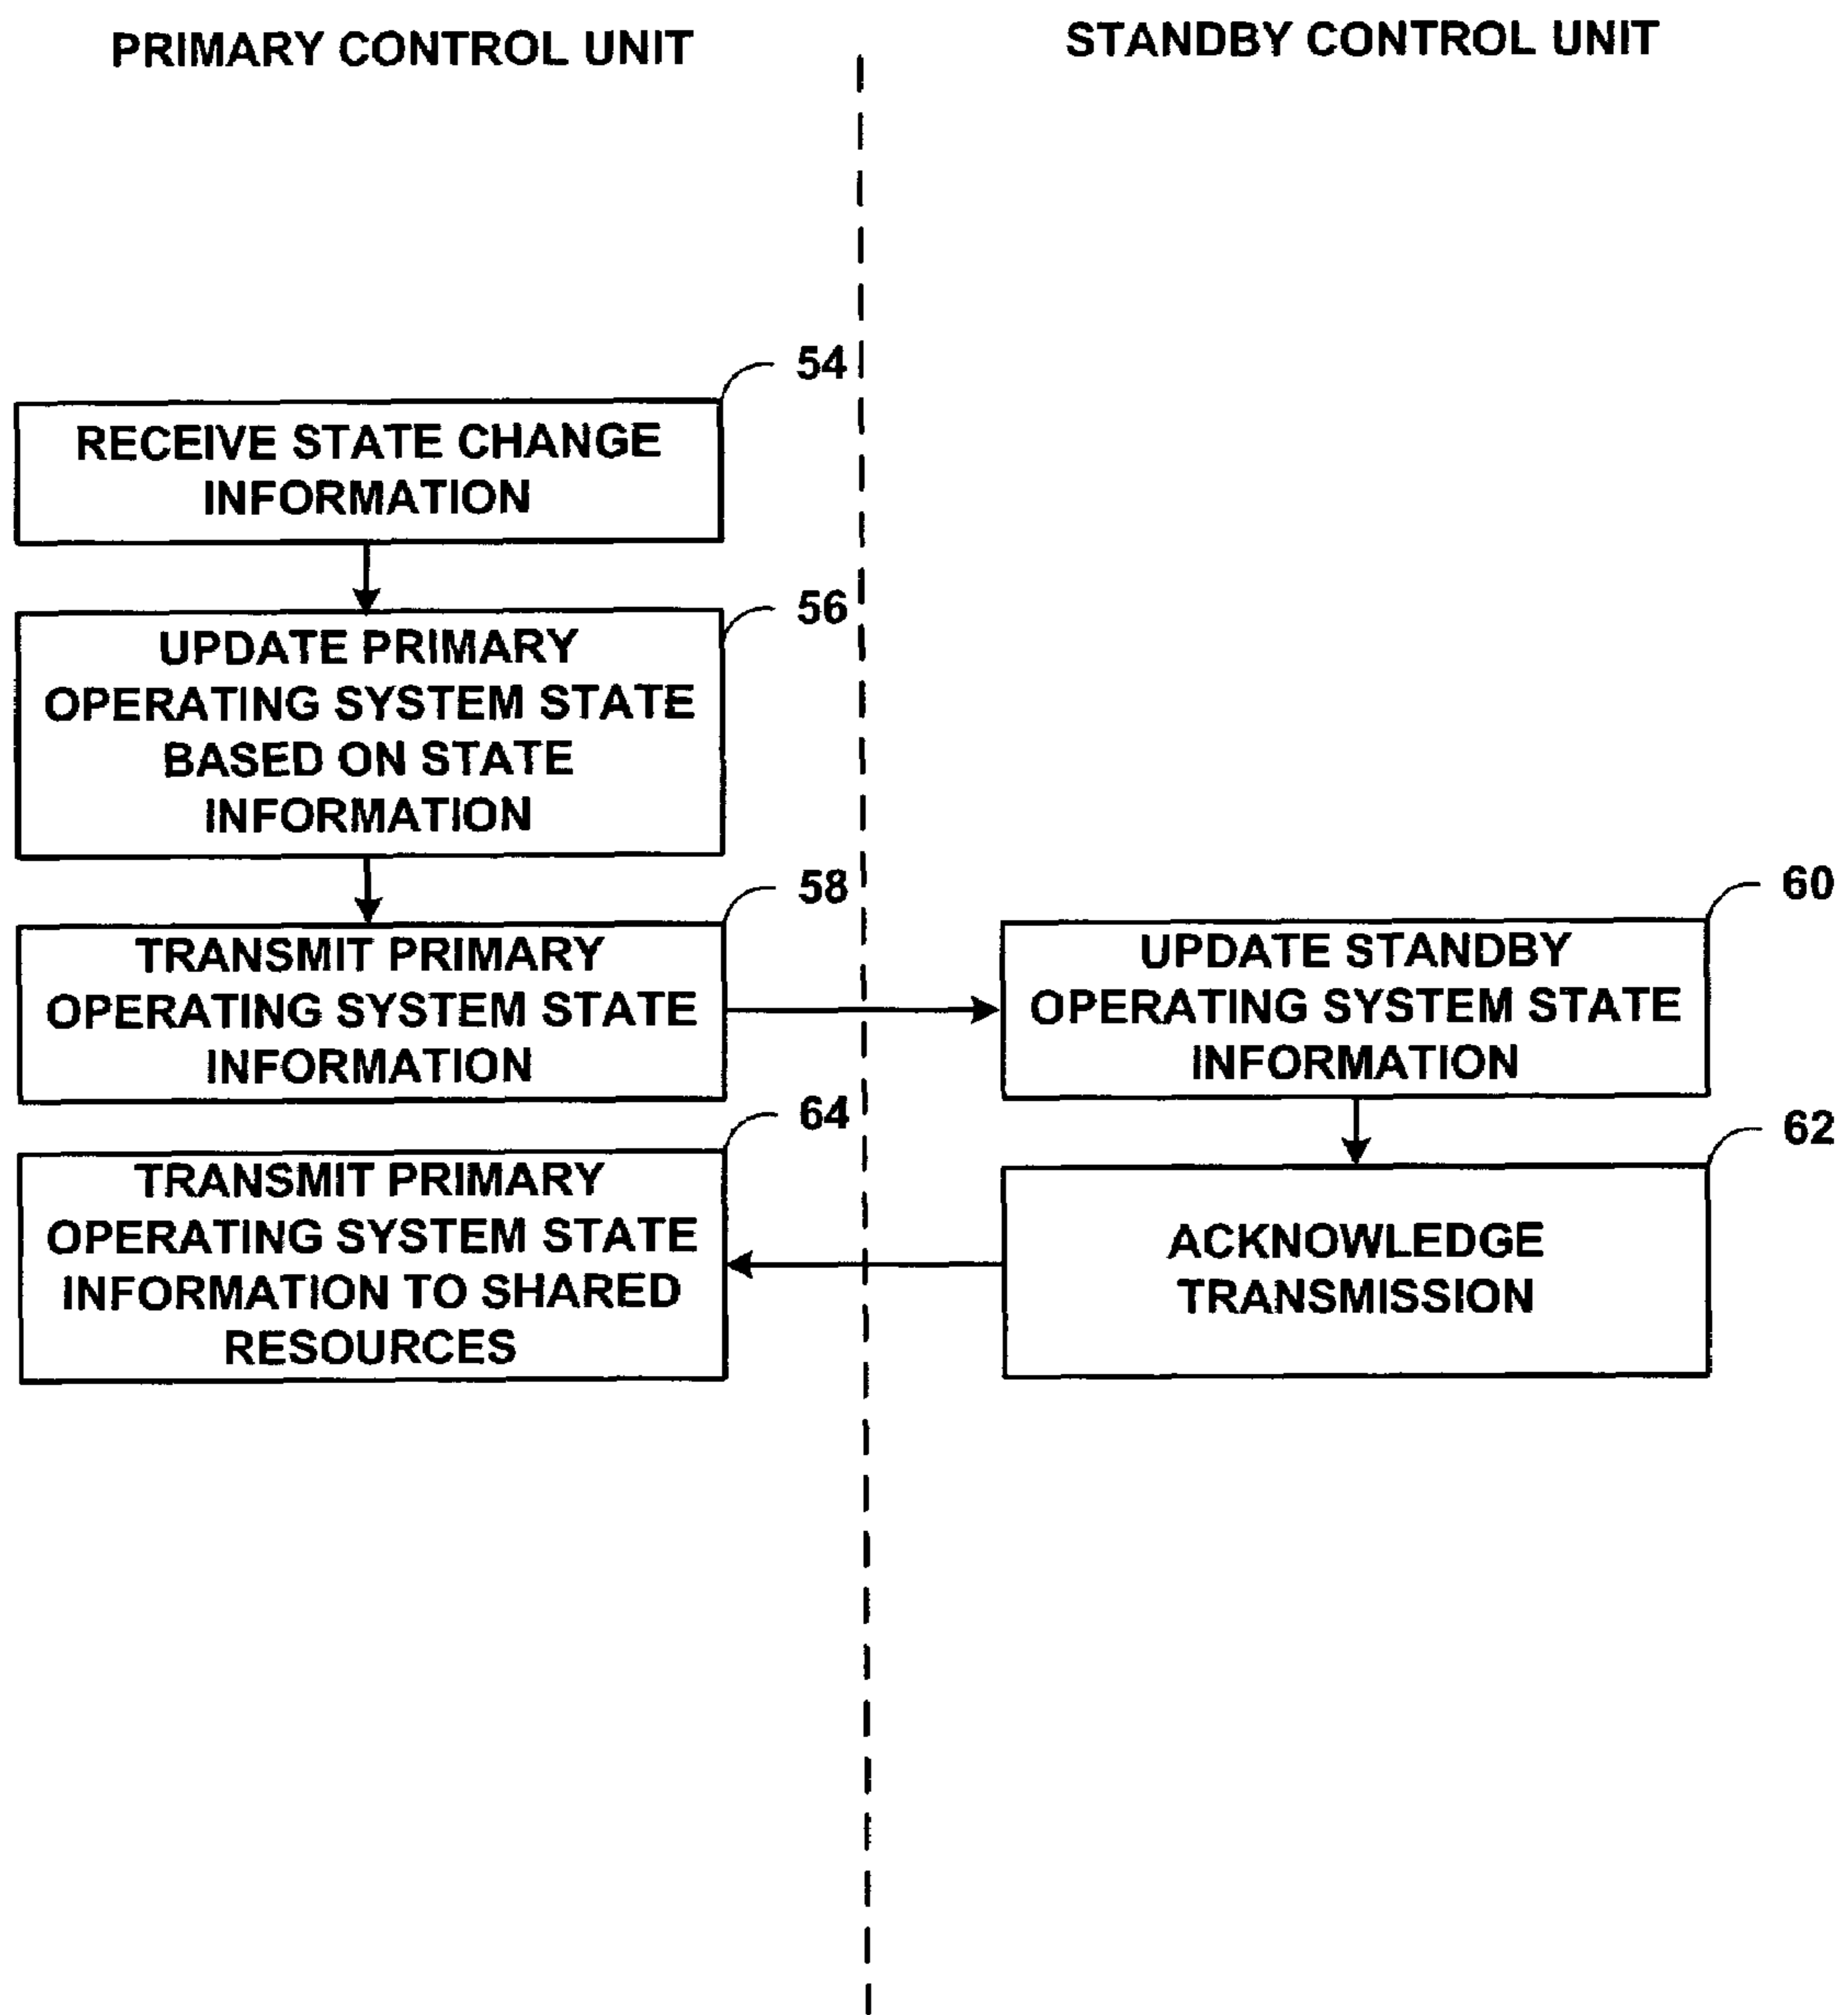 PRIMARY CONTROL UNIT
STANDBY CONTROL UNIT
54
RECEIVE STATE CHANGE
INFORMATION
56
UPDATE PRIMARY
OPERATING SYSTEM STATE
BASED ON STATE
INFORMATION
58
TRANSMIT PRIMARY
OPERATING SYSTEM STATE
INFORMATION
60
UPDATE STANDBY
OPERATING SYSTEM STATE
INFORMATION
62
ACKNOWLEDGE
TRANSMISSION
64
TRANSMIT PRIMARY
OPERATING SYSTEM STATE
INFORMATION TO SHARED
RESOURCES